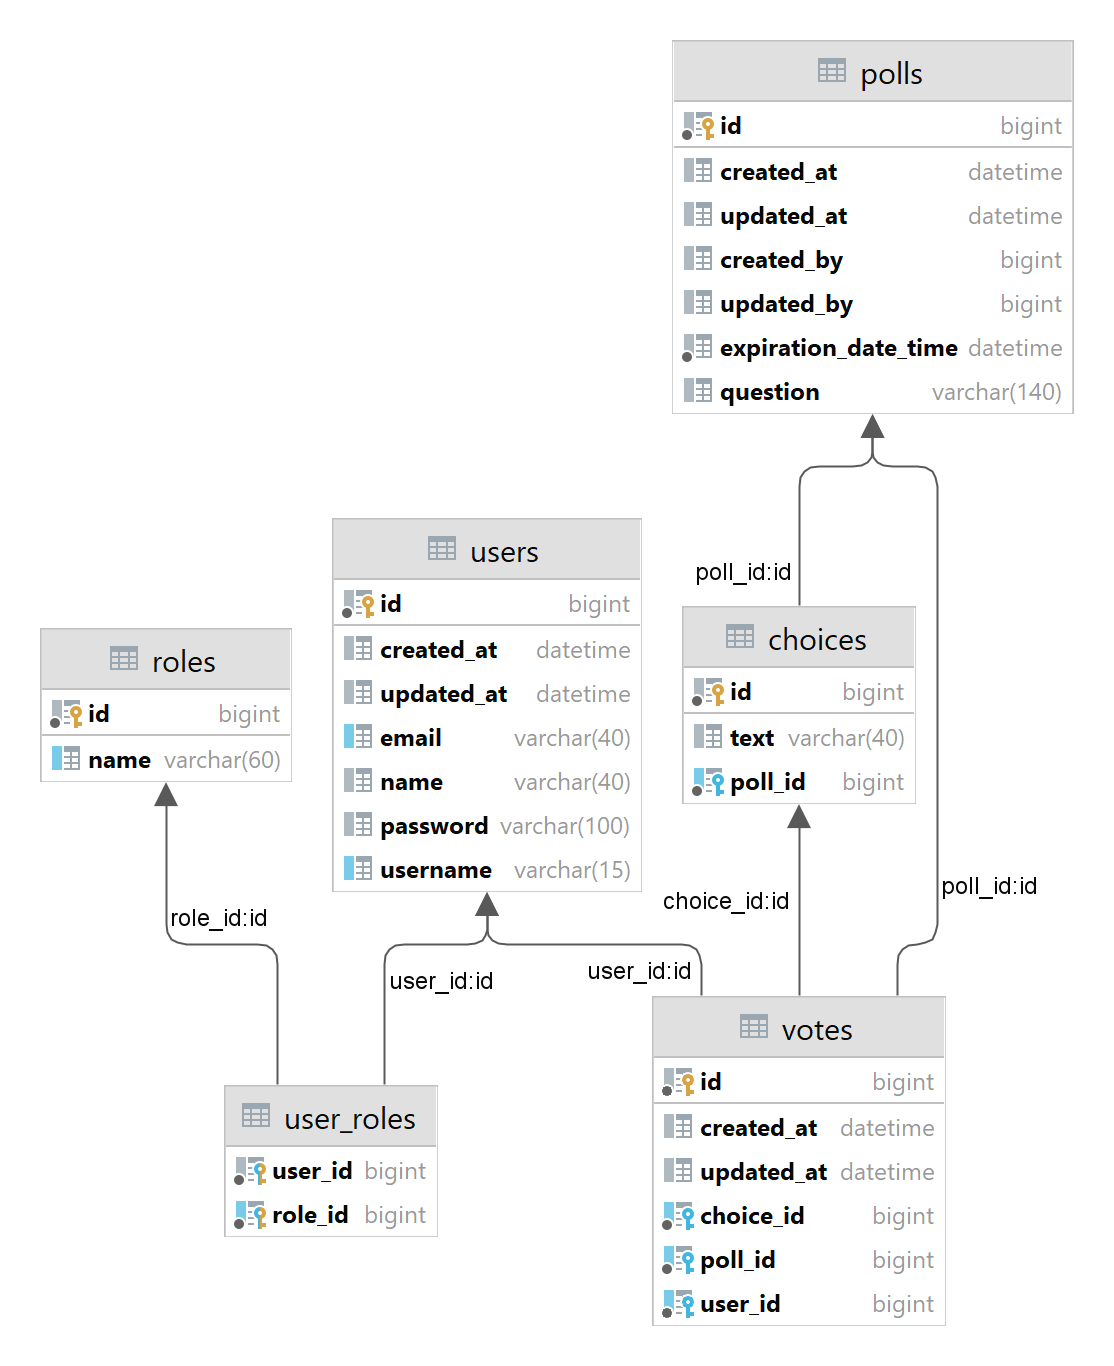 polls
id bigint
created_at datetime
updated_at datetime
created_by bigint
updated_by bigint
expiration_date_time datetime
question varchar(140)
users
id bigint
created_at datetime
updated_at datetime
email varchar(40)
name varchar(40)
password varchar(100)
username varchar(15)
poll_id:id
roles
id bigint
name varchar(60)
choices
id bigint
text varchar(40)
poll_id bigint
role_id:id
user_id:id
user_id:id
choice_id:id
poll_id:id
user_roles
user_id bigint
role_id bigint
votes
id bigint
created_at datetime
updated_at datetime
choice_id bigint
poll_id bigint
user_id bigint